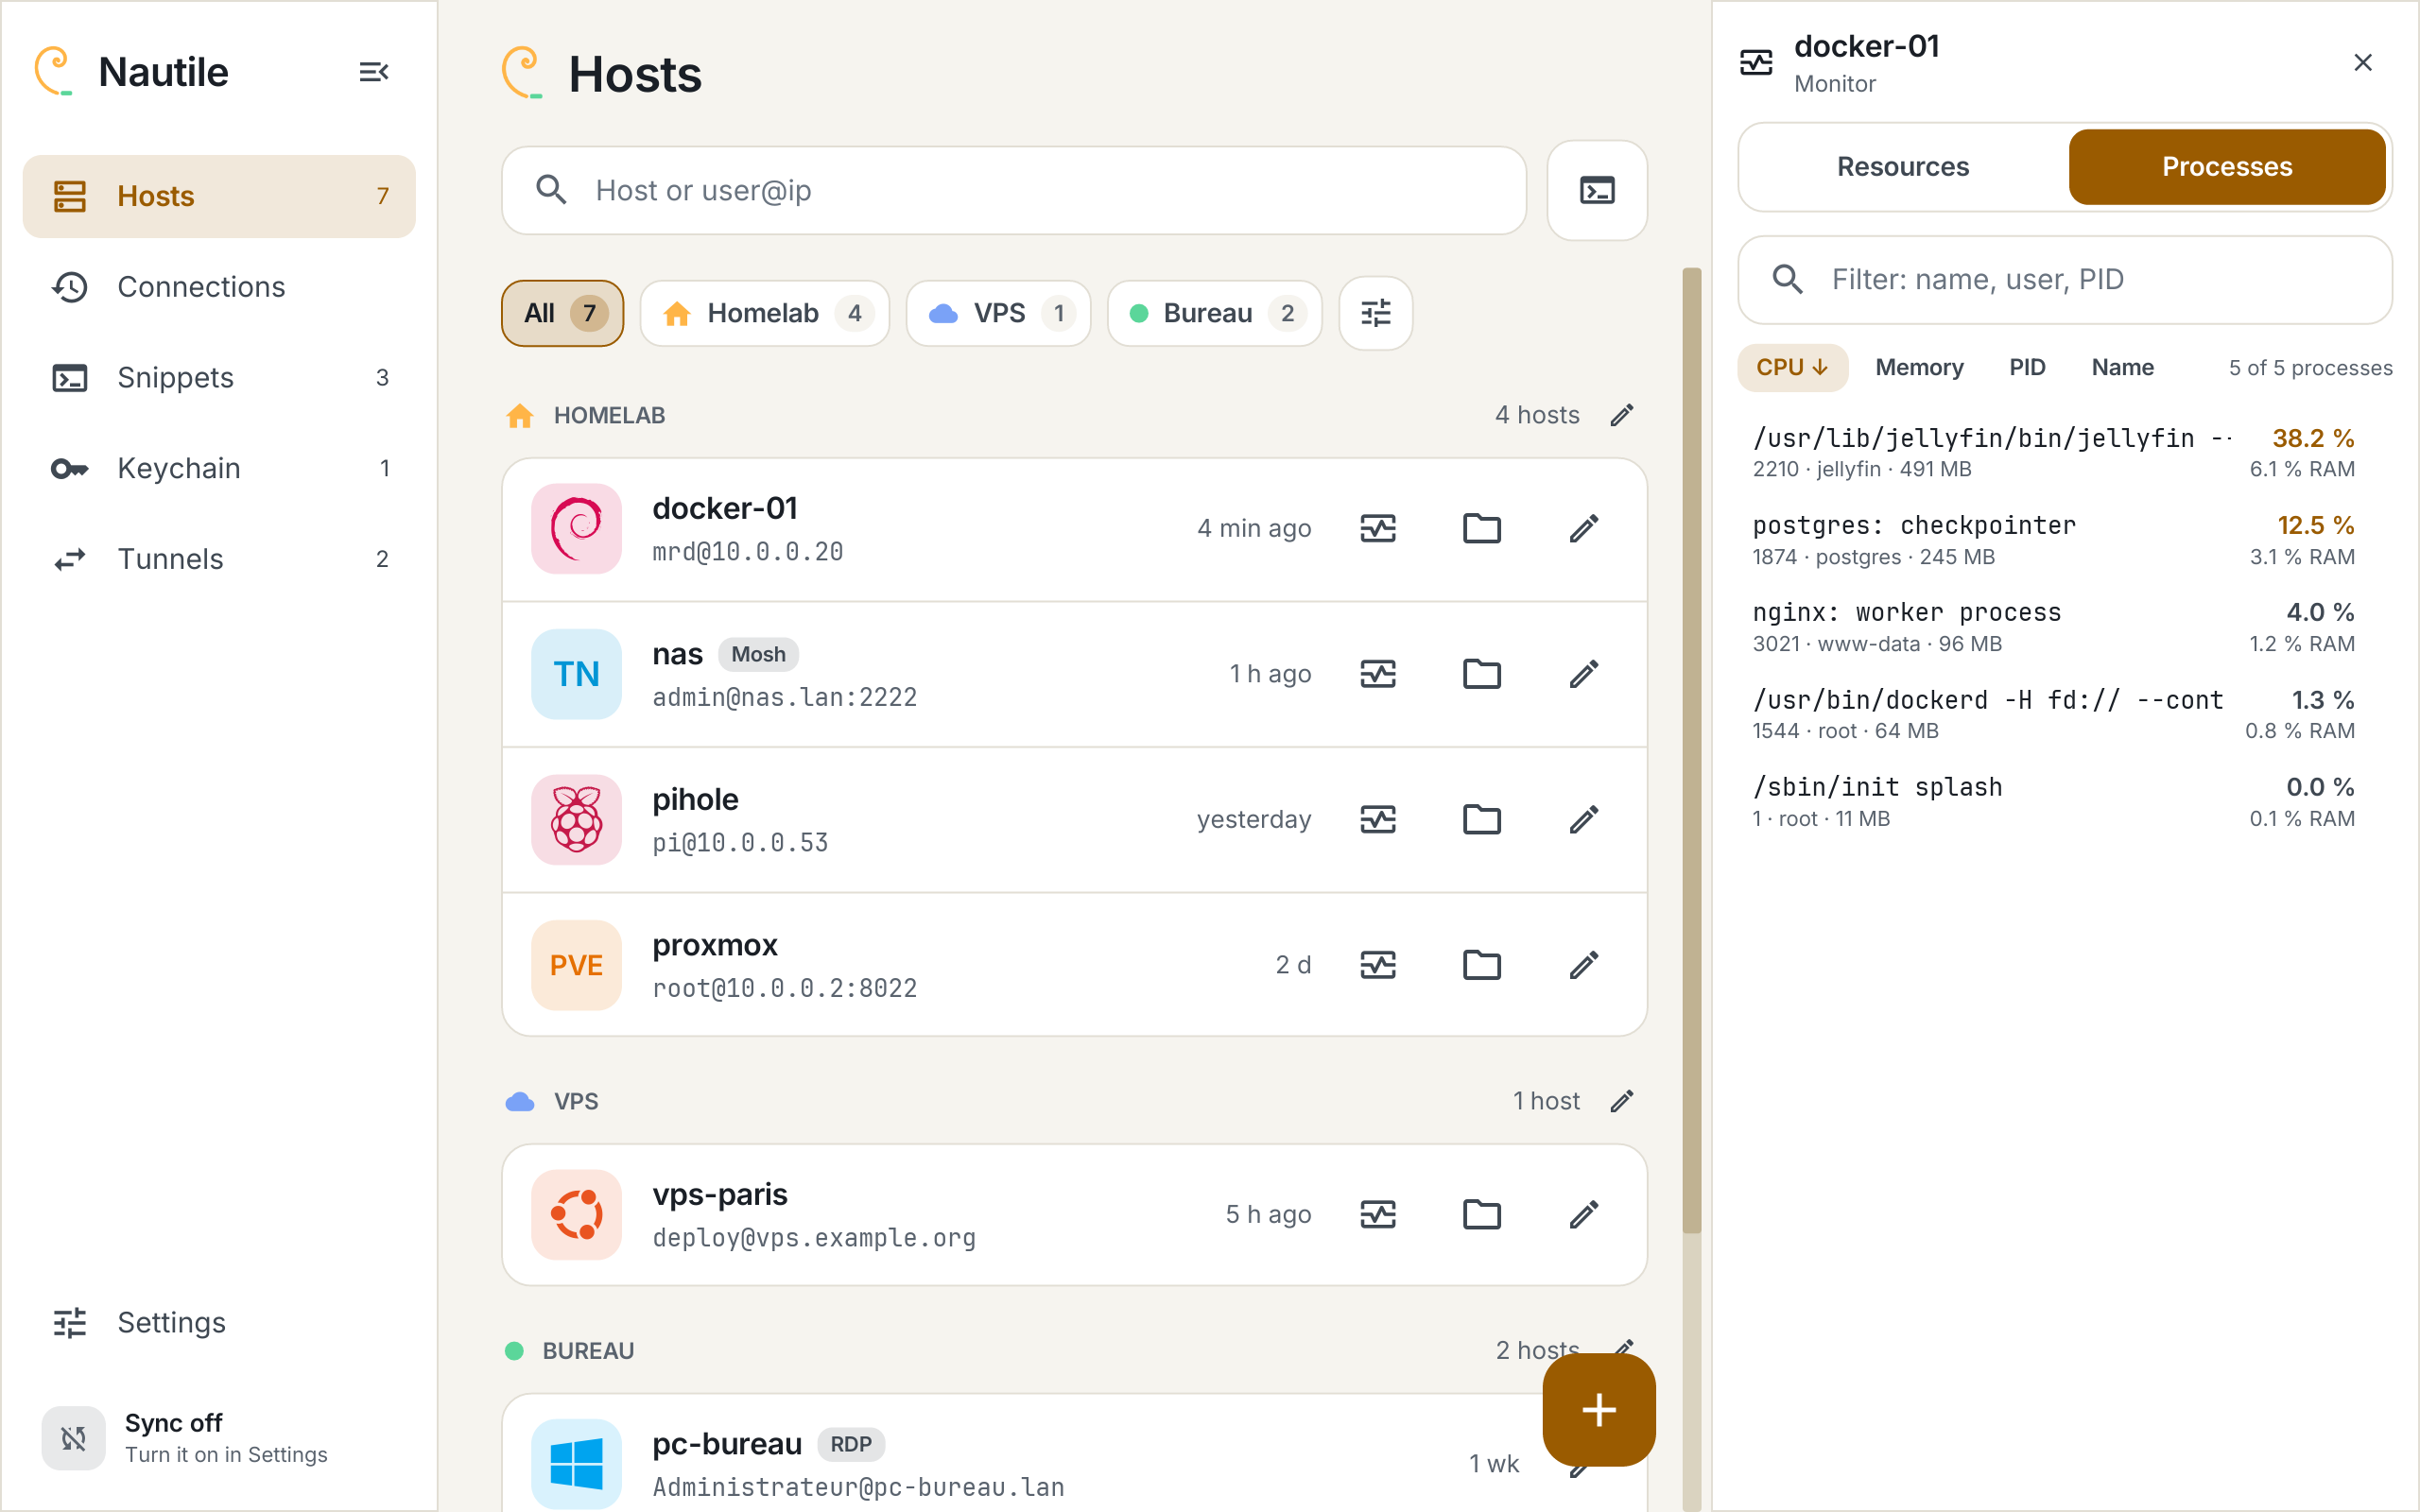 Nautile
Hosts 7
Connections
Snippets 3
Keychain 1
Tunnels 2
Settings
Sync off
Turn it on in Settings
Hosts
Host or user@ip
All 7 Homelab 4 VPS 1 Bureau 2
HOMELAB 4 hosts
docker-01
mrd@10.0.0.20
4 min ago
TN
nas Mosh
admin@nas.lan:2222
1 h ago
pihole
pi@10.0.0.53
yesterday
PVE
proxmox
root@10.0.0.2:8022
2 d
VPS 1 host
vps-paris
deploy@vps.example.org
5 h ago
BUREAU 2 hosts
pc-bureau RDP
Administrateur@pc-bureau.lan
1 wk
docker-01
Monitor
Resources Processes
Filter: name, user, PID
CPU ↓ Memory PID Name 5 of 5 processes
/usr/lib/jellyfin/bin/jellyfin -- 38.2 %
2210 · jellyfin · 491 MB 6.1 % RAM
postgres: checkpointer 12.5 %
1874 · postgres · 245 MB 3.1 % RAM
nginx: worker process 4.0 %
3021 · www-data · 96 MB 1.2 % RAM
/usr/bin/dockerd -H fd:// --cont 1.3 %
1544 · root · 64 MB 0.8 % RAM
/sbin/init splash 0.0 %
1 · root · 11 MB 0.1 % RAM